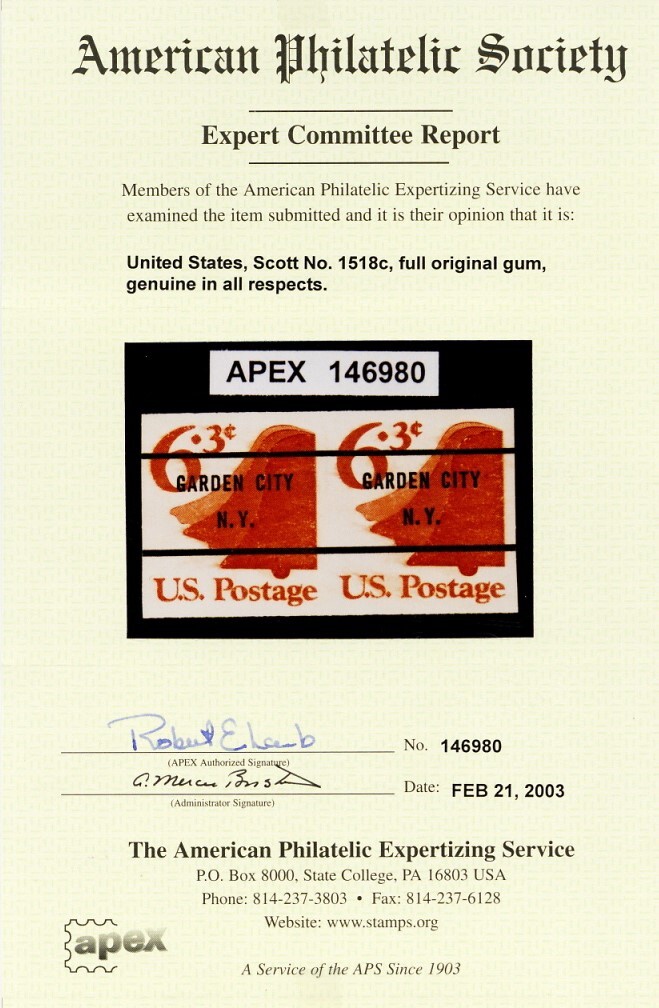 American Philatelic Society
Expert Committee Report
Members of the American Philatelic Expertizing Service have
examined the item submitted and it is their opinion that it is:
United States, Scott No. 1518c, full original gum,
genuine in all respects.
APEX 146980
6.3¢ 6.3¢
GARDEN CITY GARDEN CITY
N.Y. N.Y.
U.S. Postage U.S. Postage
Robert E Lamb
(APEX Authorized Signature)
No. 146980
G. Mercer Bristow
(Administrator Signature)
Date: FEB 21, 2003
The American Philatelic Expertizing Service
P.O. Box 8000, State College, PA 16803 USA
Phone: 814-237-3803 • Fax: 814-237-6128
Website: www.stamps.org
apex
A Service of the APS Since 1903